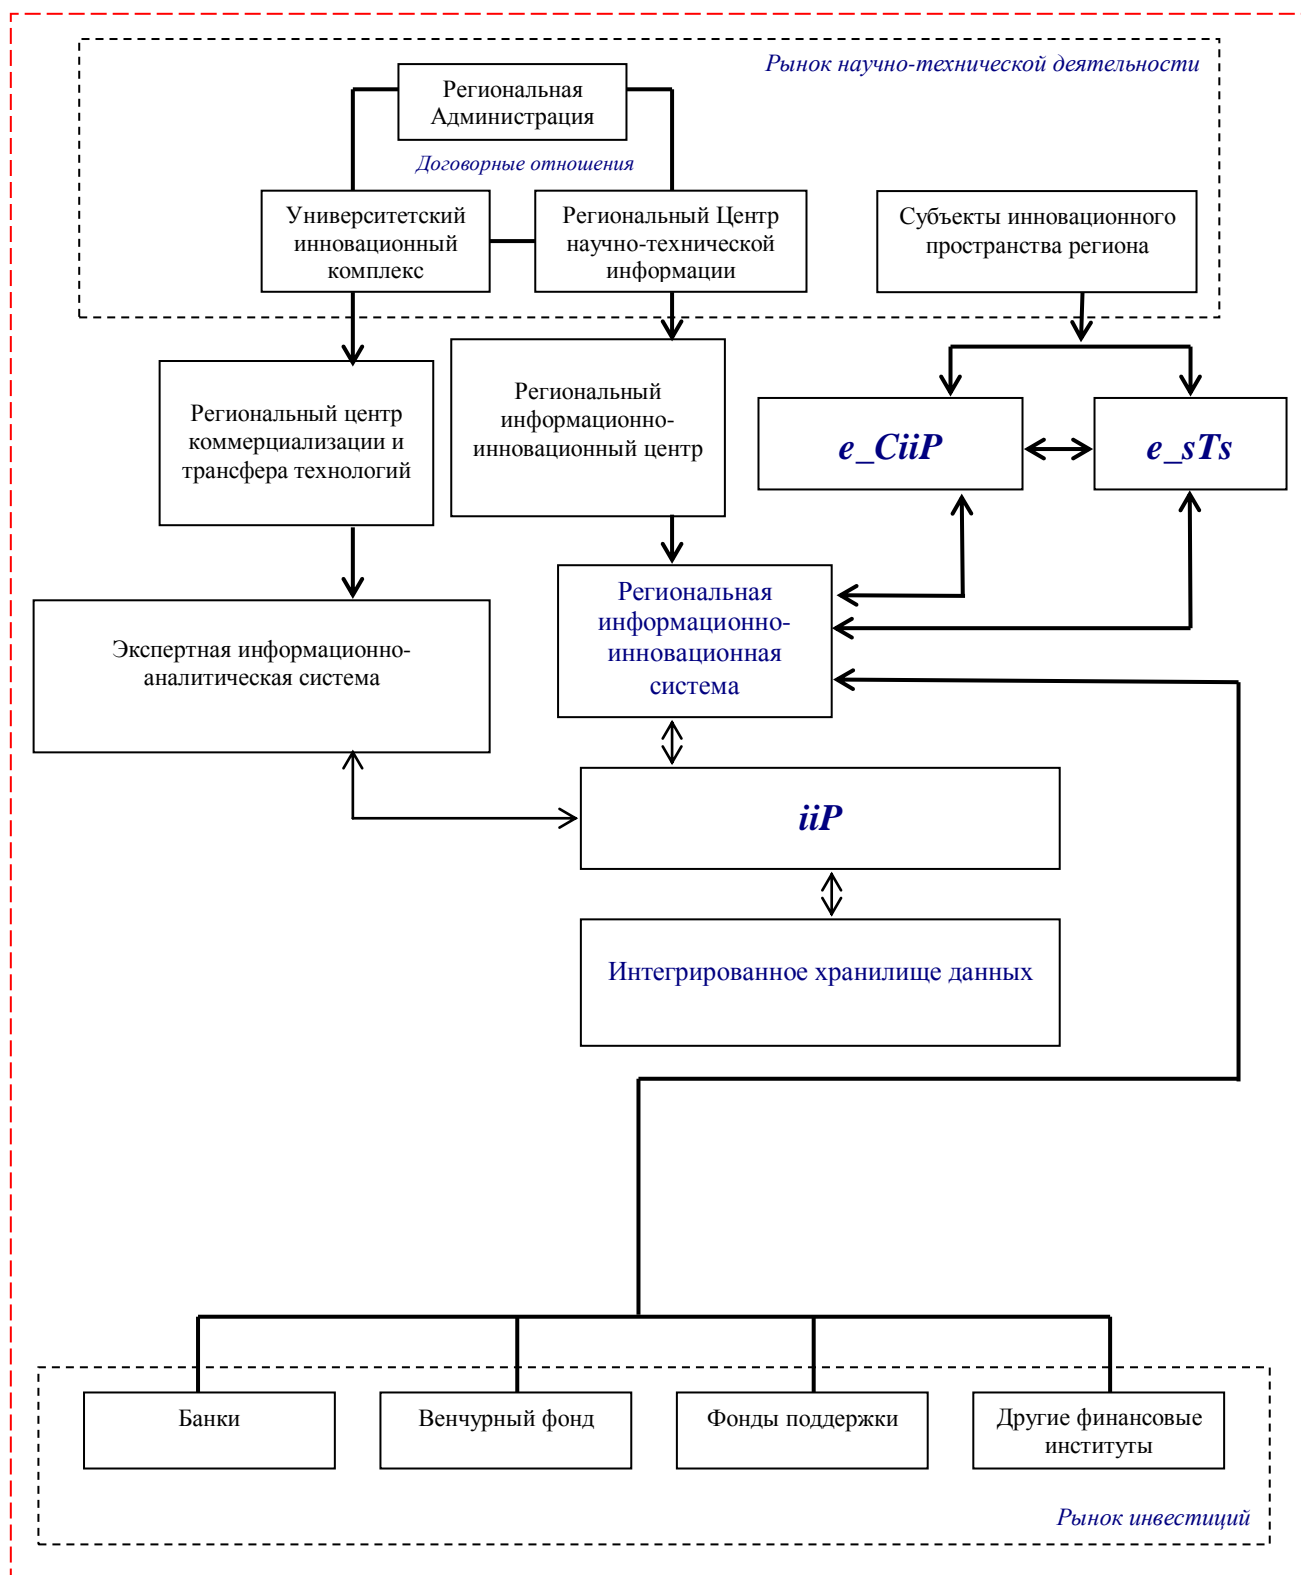 Рынок научно-технической деятельности
Региональная
Администрация
Договорные отношения
Университетский
инновационный
комплекс
Региональный Центр
научно-технической
информации
Субъекты инновационного
пространства региона
Региональный центр
коммерциализации и
трансфера технологий
Региональный
информационно-
инновационный центр
e_CiiP
e_sTs
Экспертная информационно-
аналитическая система
Региональная
информационно-
инновационная
система
iiP
Интегрированное хранилище данных
Банки
Венчурный фонд
Фонды поддержки
Другие финансовые
институты
Рынок инвестиций